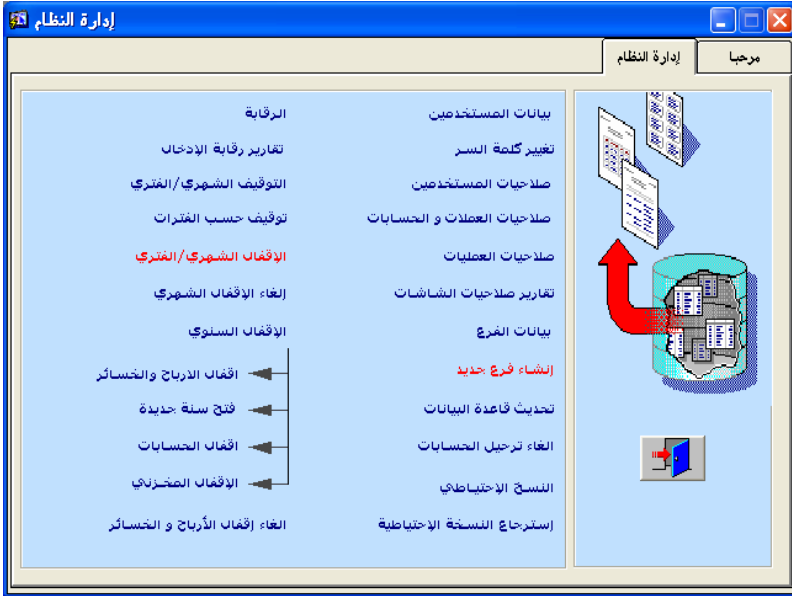 إدارة النظام
مرحبا
إدارة النظام
بيانات المستخدمين
تغيير كلمة السر
صلاحيات المستخدمين
صلاحيات العملات و الحسابات
صلاحيات العمليات
تقارير صلاحيات الشاشات
بيانات الفرع
إنشاء فرع جديد
تحديث قاعدة البيانات
الغاء ترحيل الحسابات
النسخ الإحتياطي
إسترجاع النسخة الإحتياطية
الرقابة
تقارير رقابة الإدخال
التوقيف الشهري/الفتري
توقيف حسب الفترات
الإقفال الشهري/الفتري
إلغاء الإقفال الشهري
الإقفال السنوي
اقفال الارباح والخسائر
فتح سنة جديدة
اقفال الحسابات
الإقفال المخزني
الغاء إقفال الأرباح و الخسائر